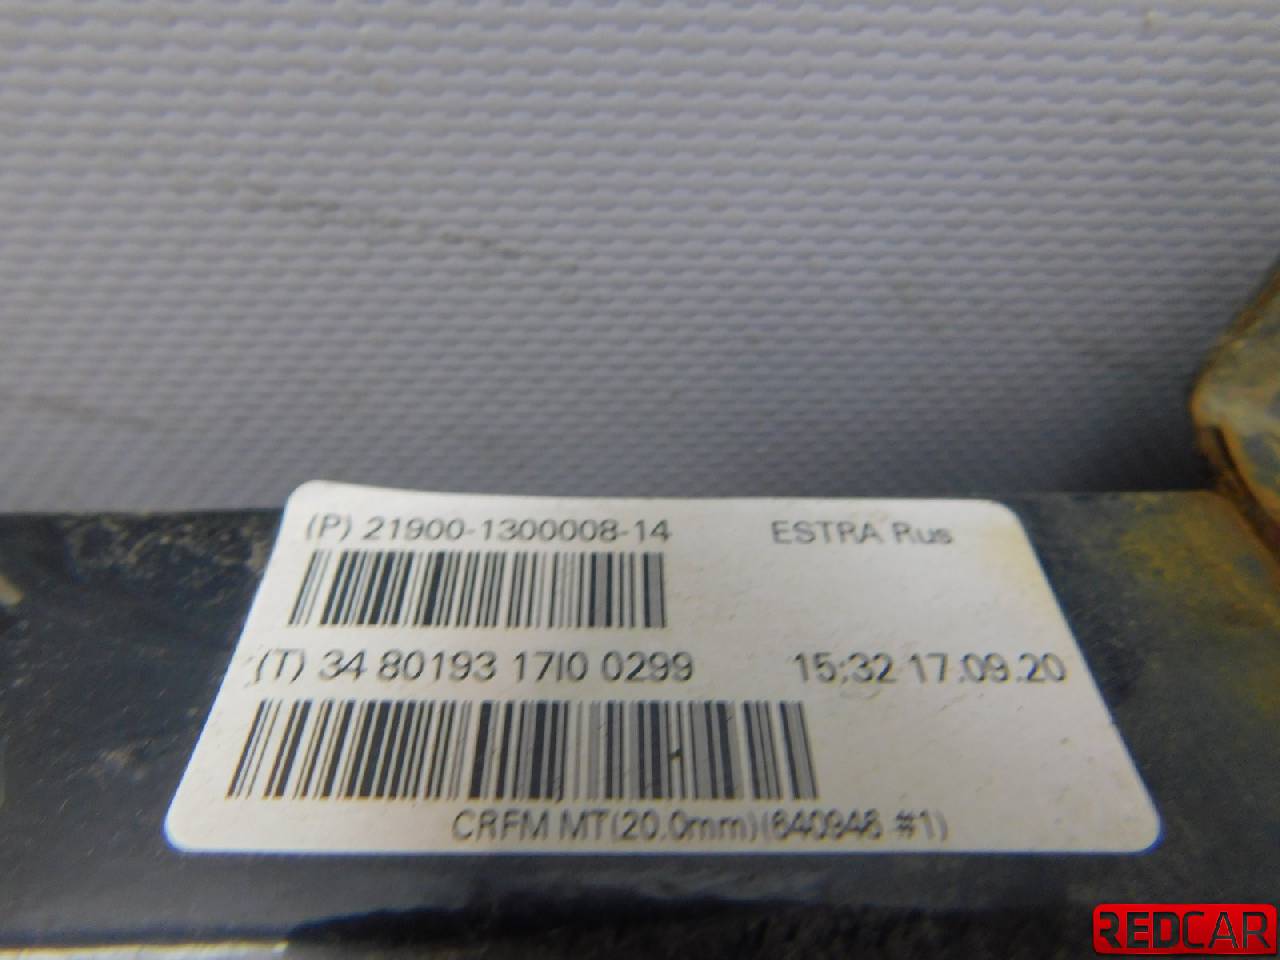 (P) 21900-1300008-14 ESTRA Rus
(T) 34 80193 17I0 0299 15:32 17.09.20
CRFM MT(20.0mm)(640948 #1)
REDCAR